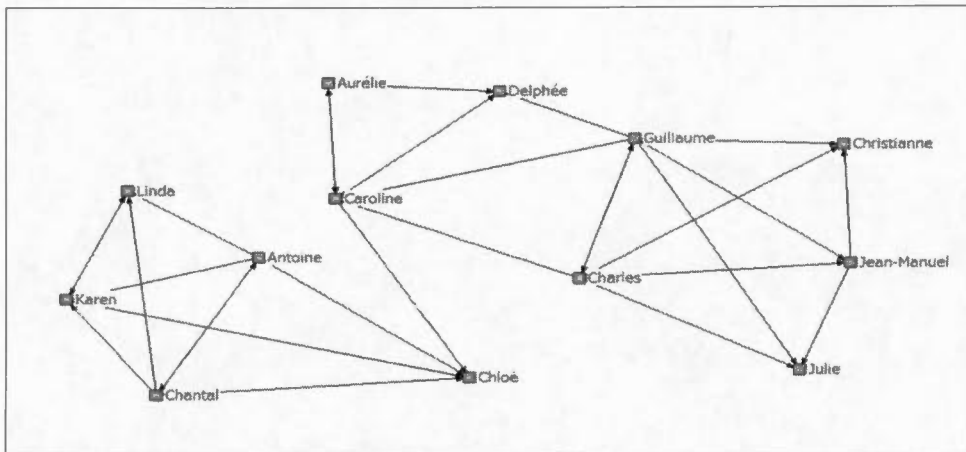 Aurélie
Delphée
Guillaume
Christianne
Linda
Caroline
Antoine
Jean-Manuel
Charles
Karen
Julie
Chloé
Chantal